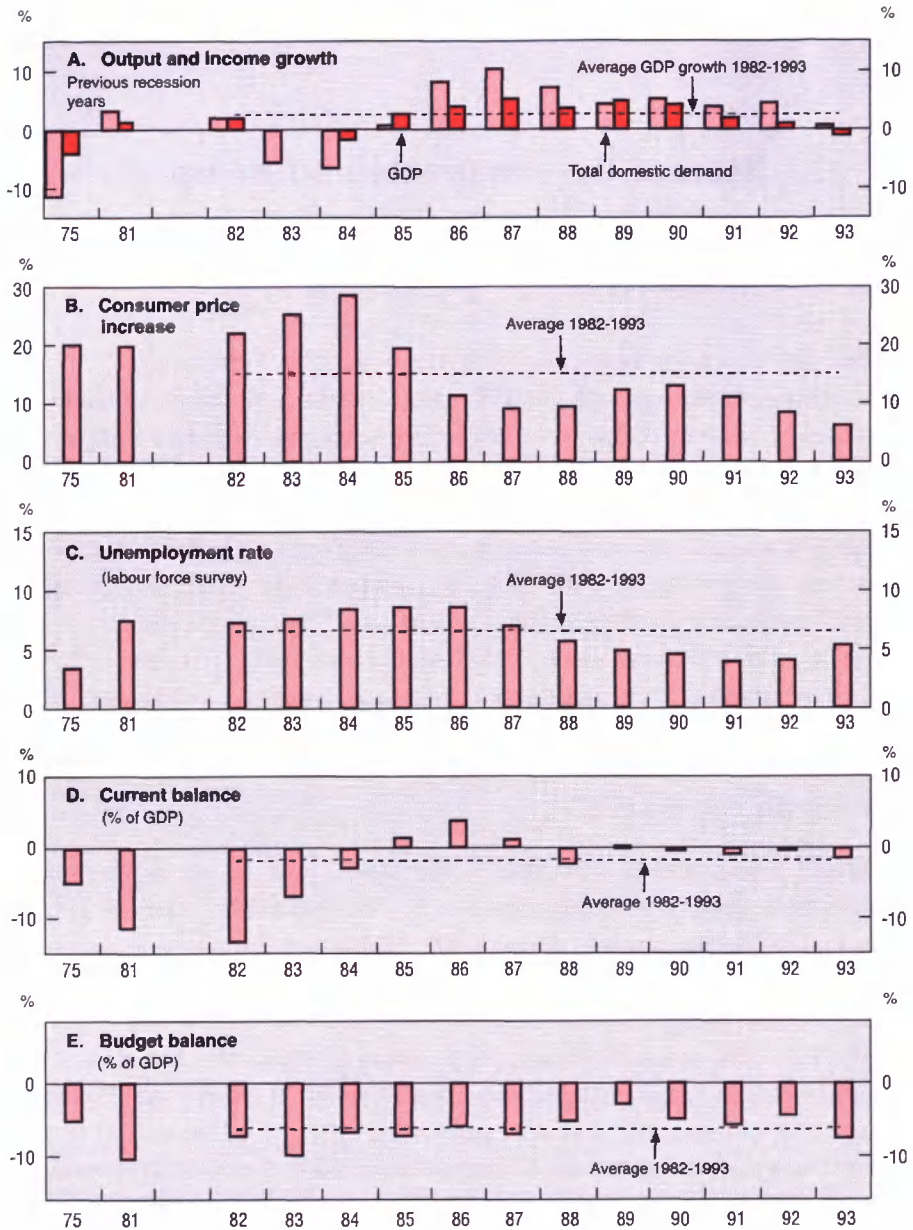 % %
A. Output and income growth
Previous recession
years
Average GDP growth 1982-1993
10 10
0 0
-10 -10
GDP
Total domestic demand
75 81 82 83 84 85 86 87 88 89 90 91 92 93
% %
30 30
B. Consumer price
increase
Average 1982-1993
20 20
10 10
0 0
75 81 82 83 84 85 86 87 88 89 90 91 92 93
% %
15 15
C. Unemployment rate
(labour force survey)
Average 1982-1993
10 10
5 5
0 0
75 81 82 83 84 85 86 87 88 89 90 91 92 93
% %
10 10
D. Current balance
(% of GDP)
0 0
Average 1982-1993
-10 -10
75 81 82 83 84 85 86 87 88 89 90 91 92 93
% %
E. Budget balance
(% of GDP)
0 0
-10 -10
Average 1982-1993
75 81 82 83 84 85 86 87 88 89 90 91 92 93